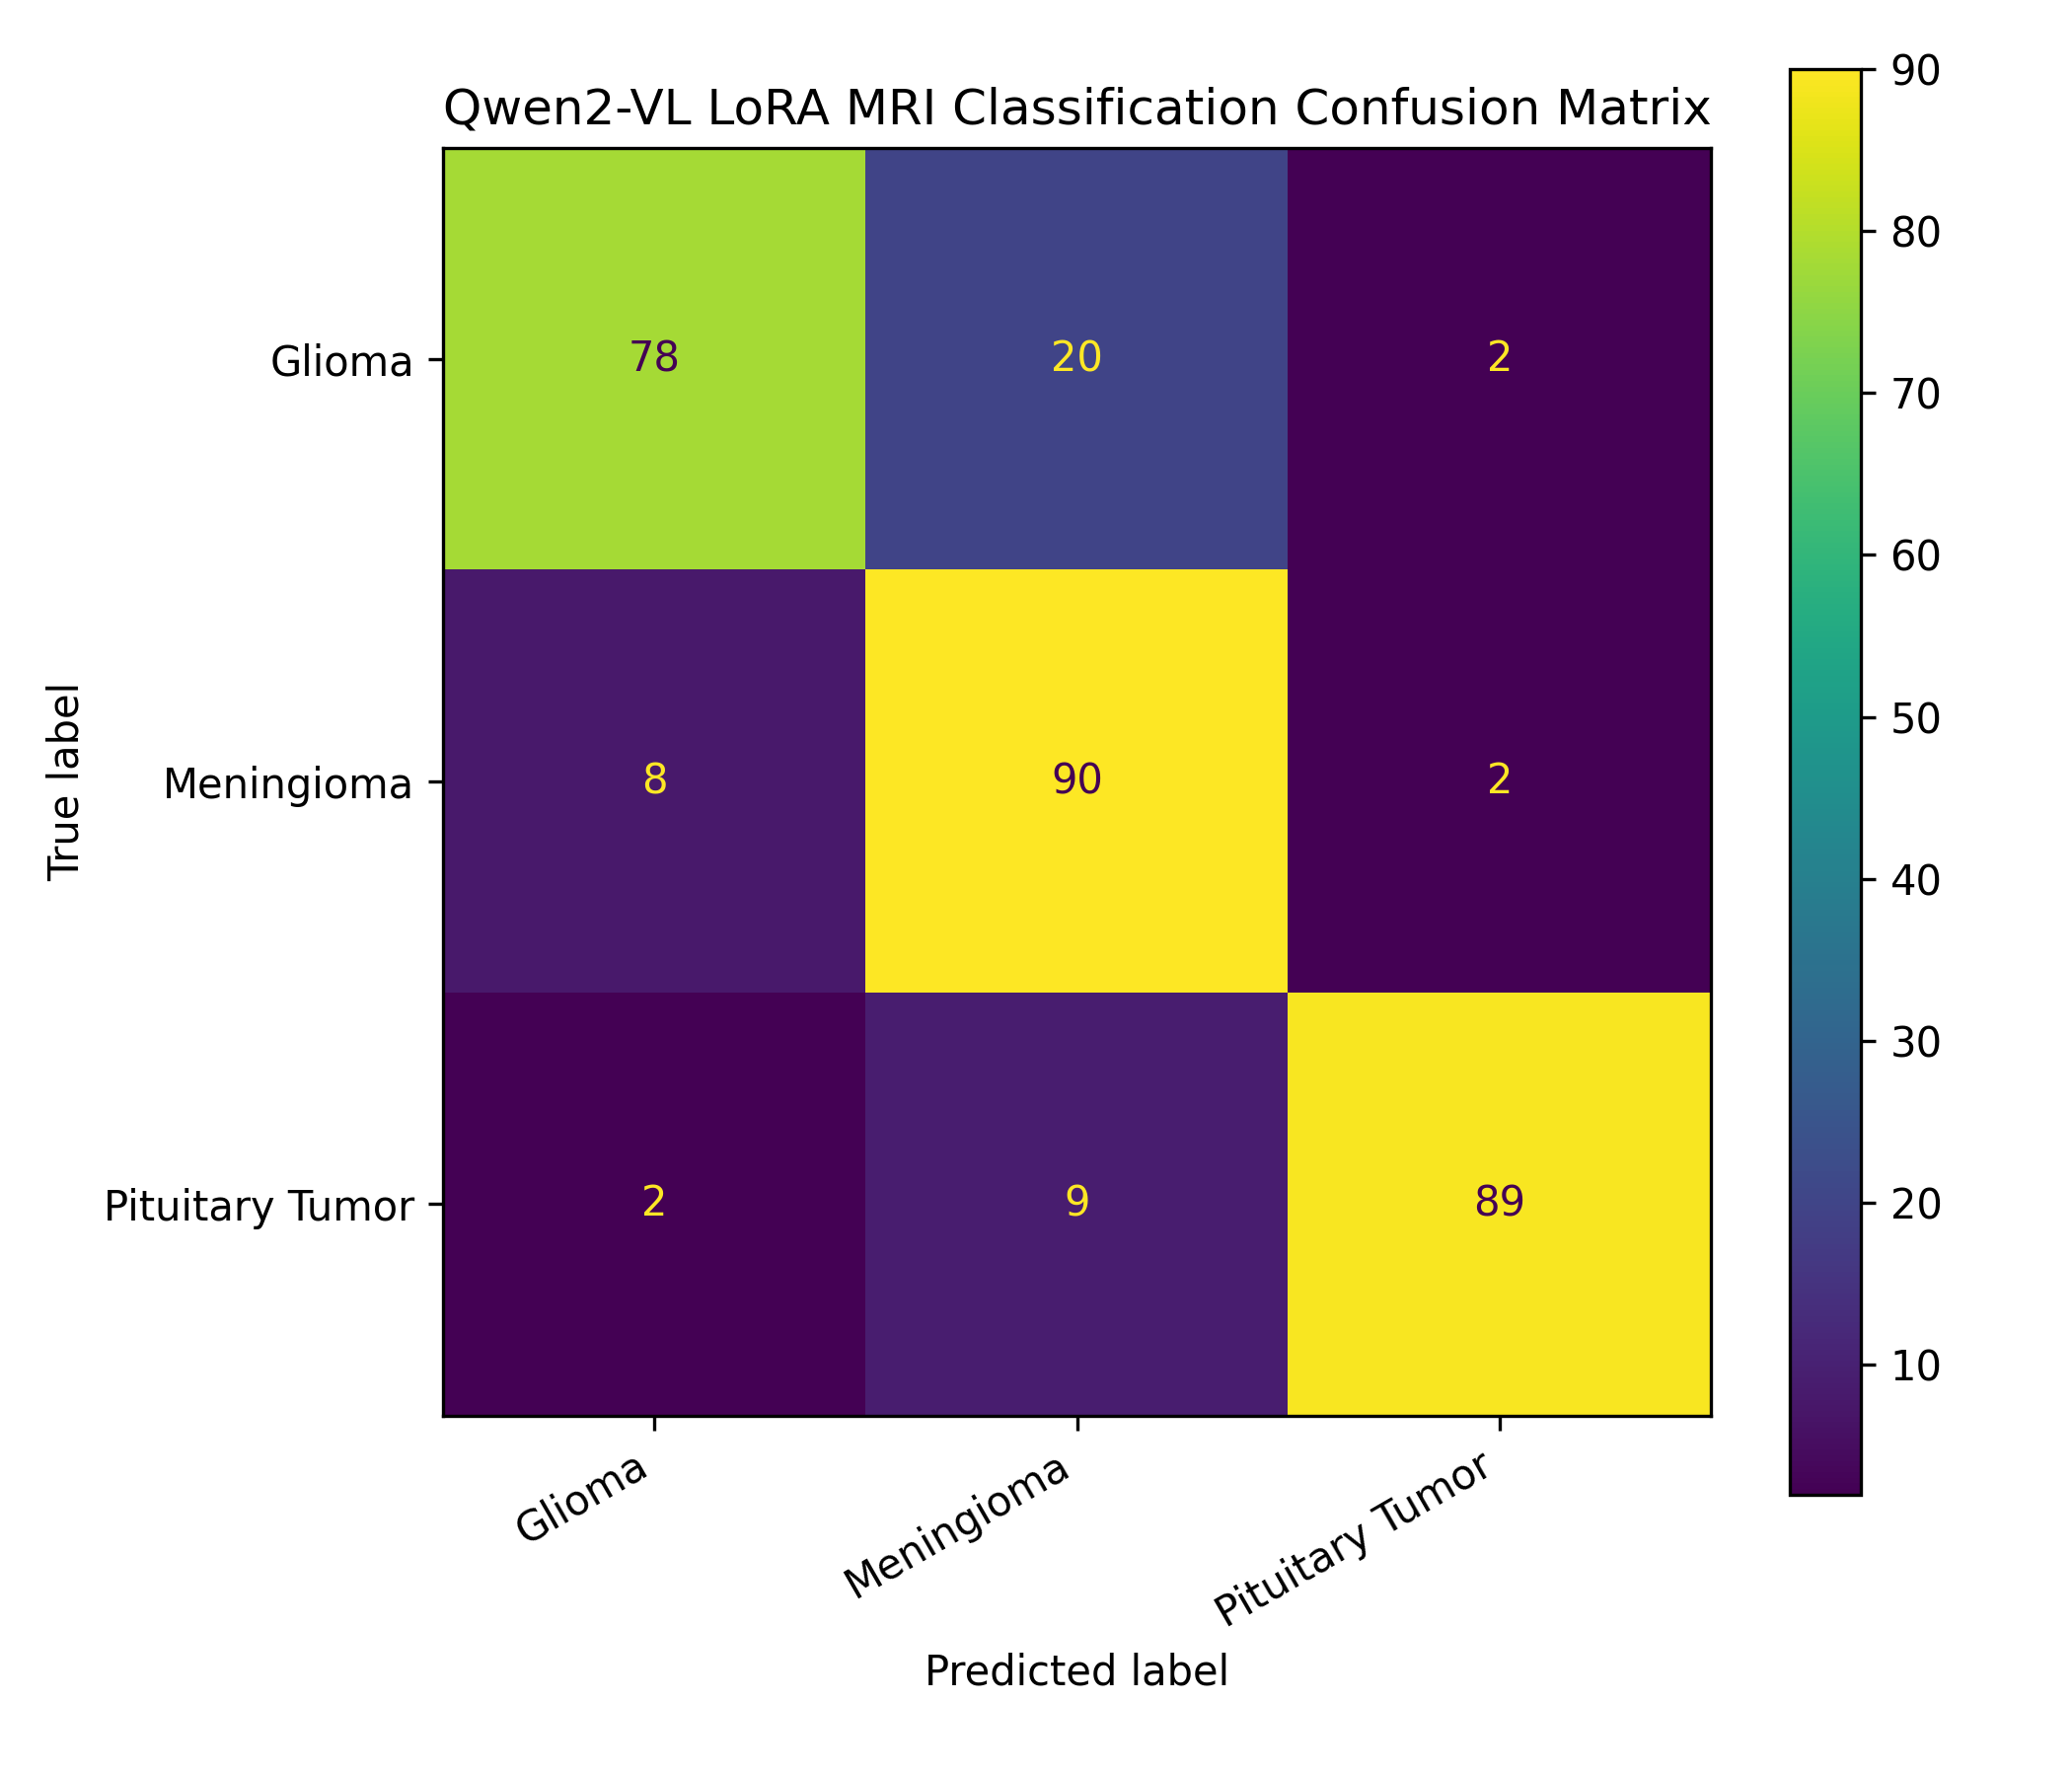 Qwen2-VL LoRA MRI Classification Confusion Matrix
True label
Glioma 78 20 2
Meningioma 8 90 2
Pituitary Tumor 2 9 89
Glioma Meningioma Pituitary Tumor
Predicted label
90
80
70
60
50
40
30
20
10